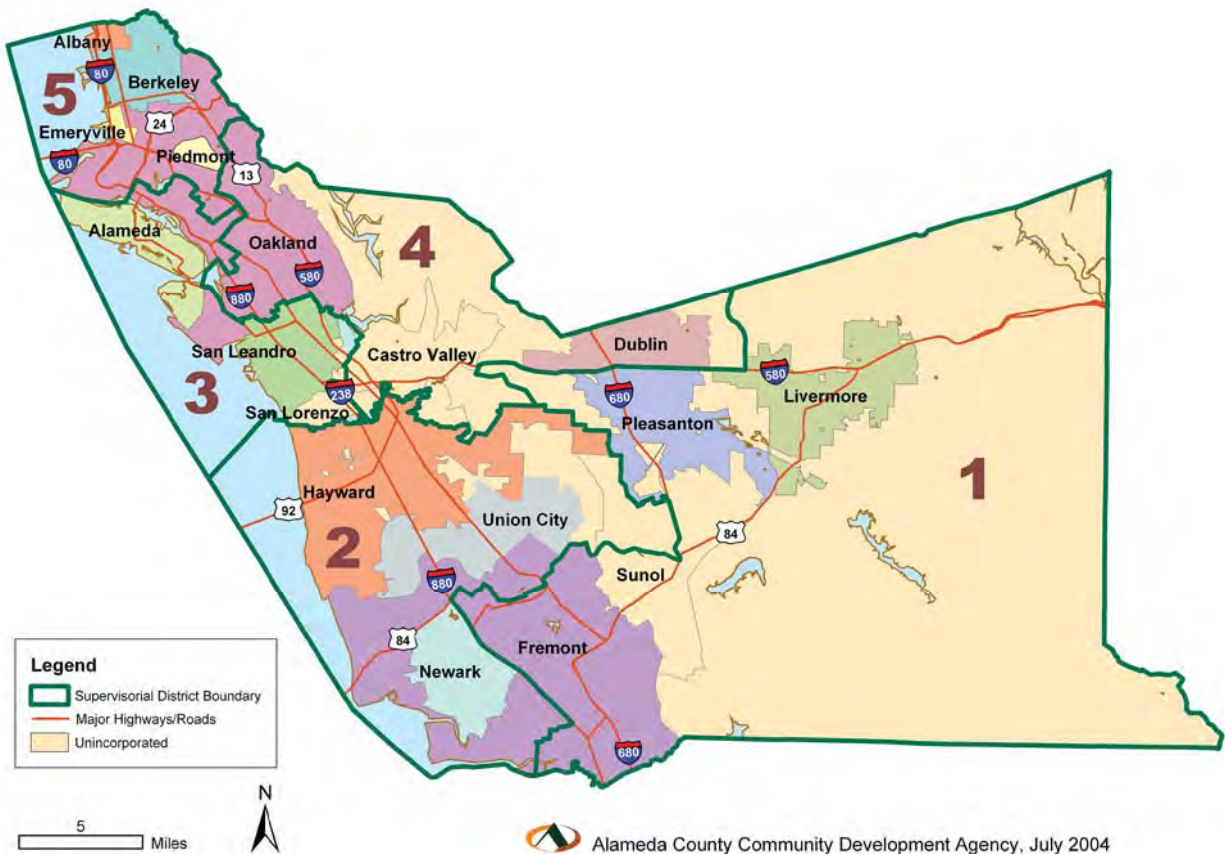 Albany
80
5
Berkeley
Emeryville
24
80
Piedmont
13
Alameda
Oakland
4
580
880
San Leandro
Castro Valley
Dublin
3
238
580
680
Livermore
San Lorenzo
Pleasanton
Hayward
1
92
Union City
2
84
880
Sunol
84
Fremont
Newark
680
Legend
Supervisorial District Boundary
Major Highways/Roads
Unincorporated
N
5
Miles
Alameda County Community Development Agency, July 2004